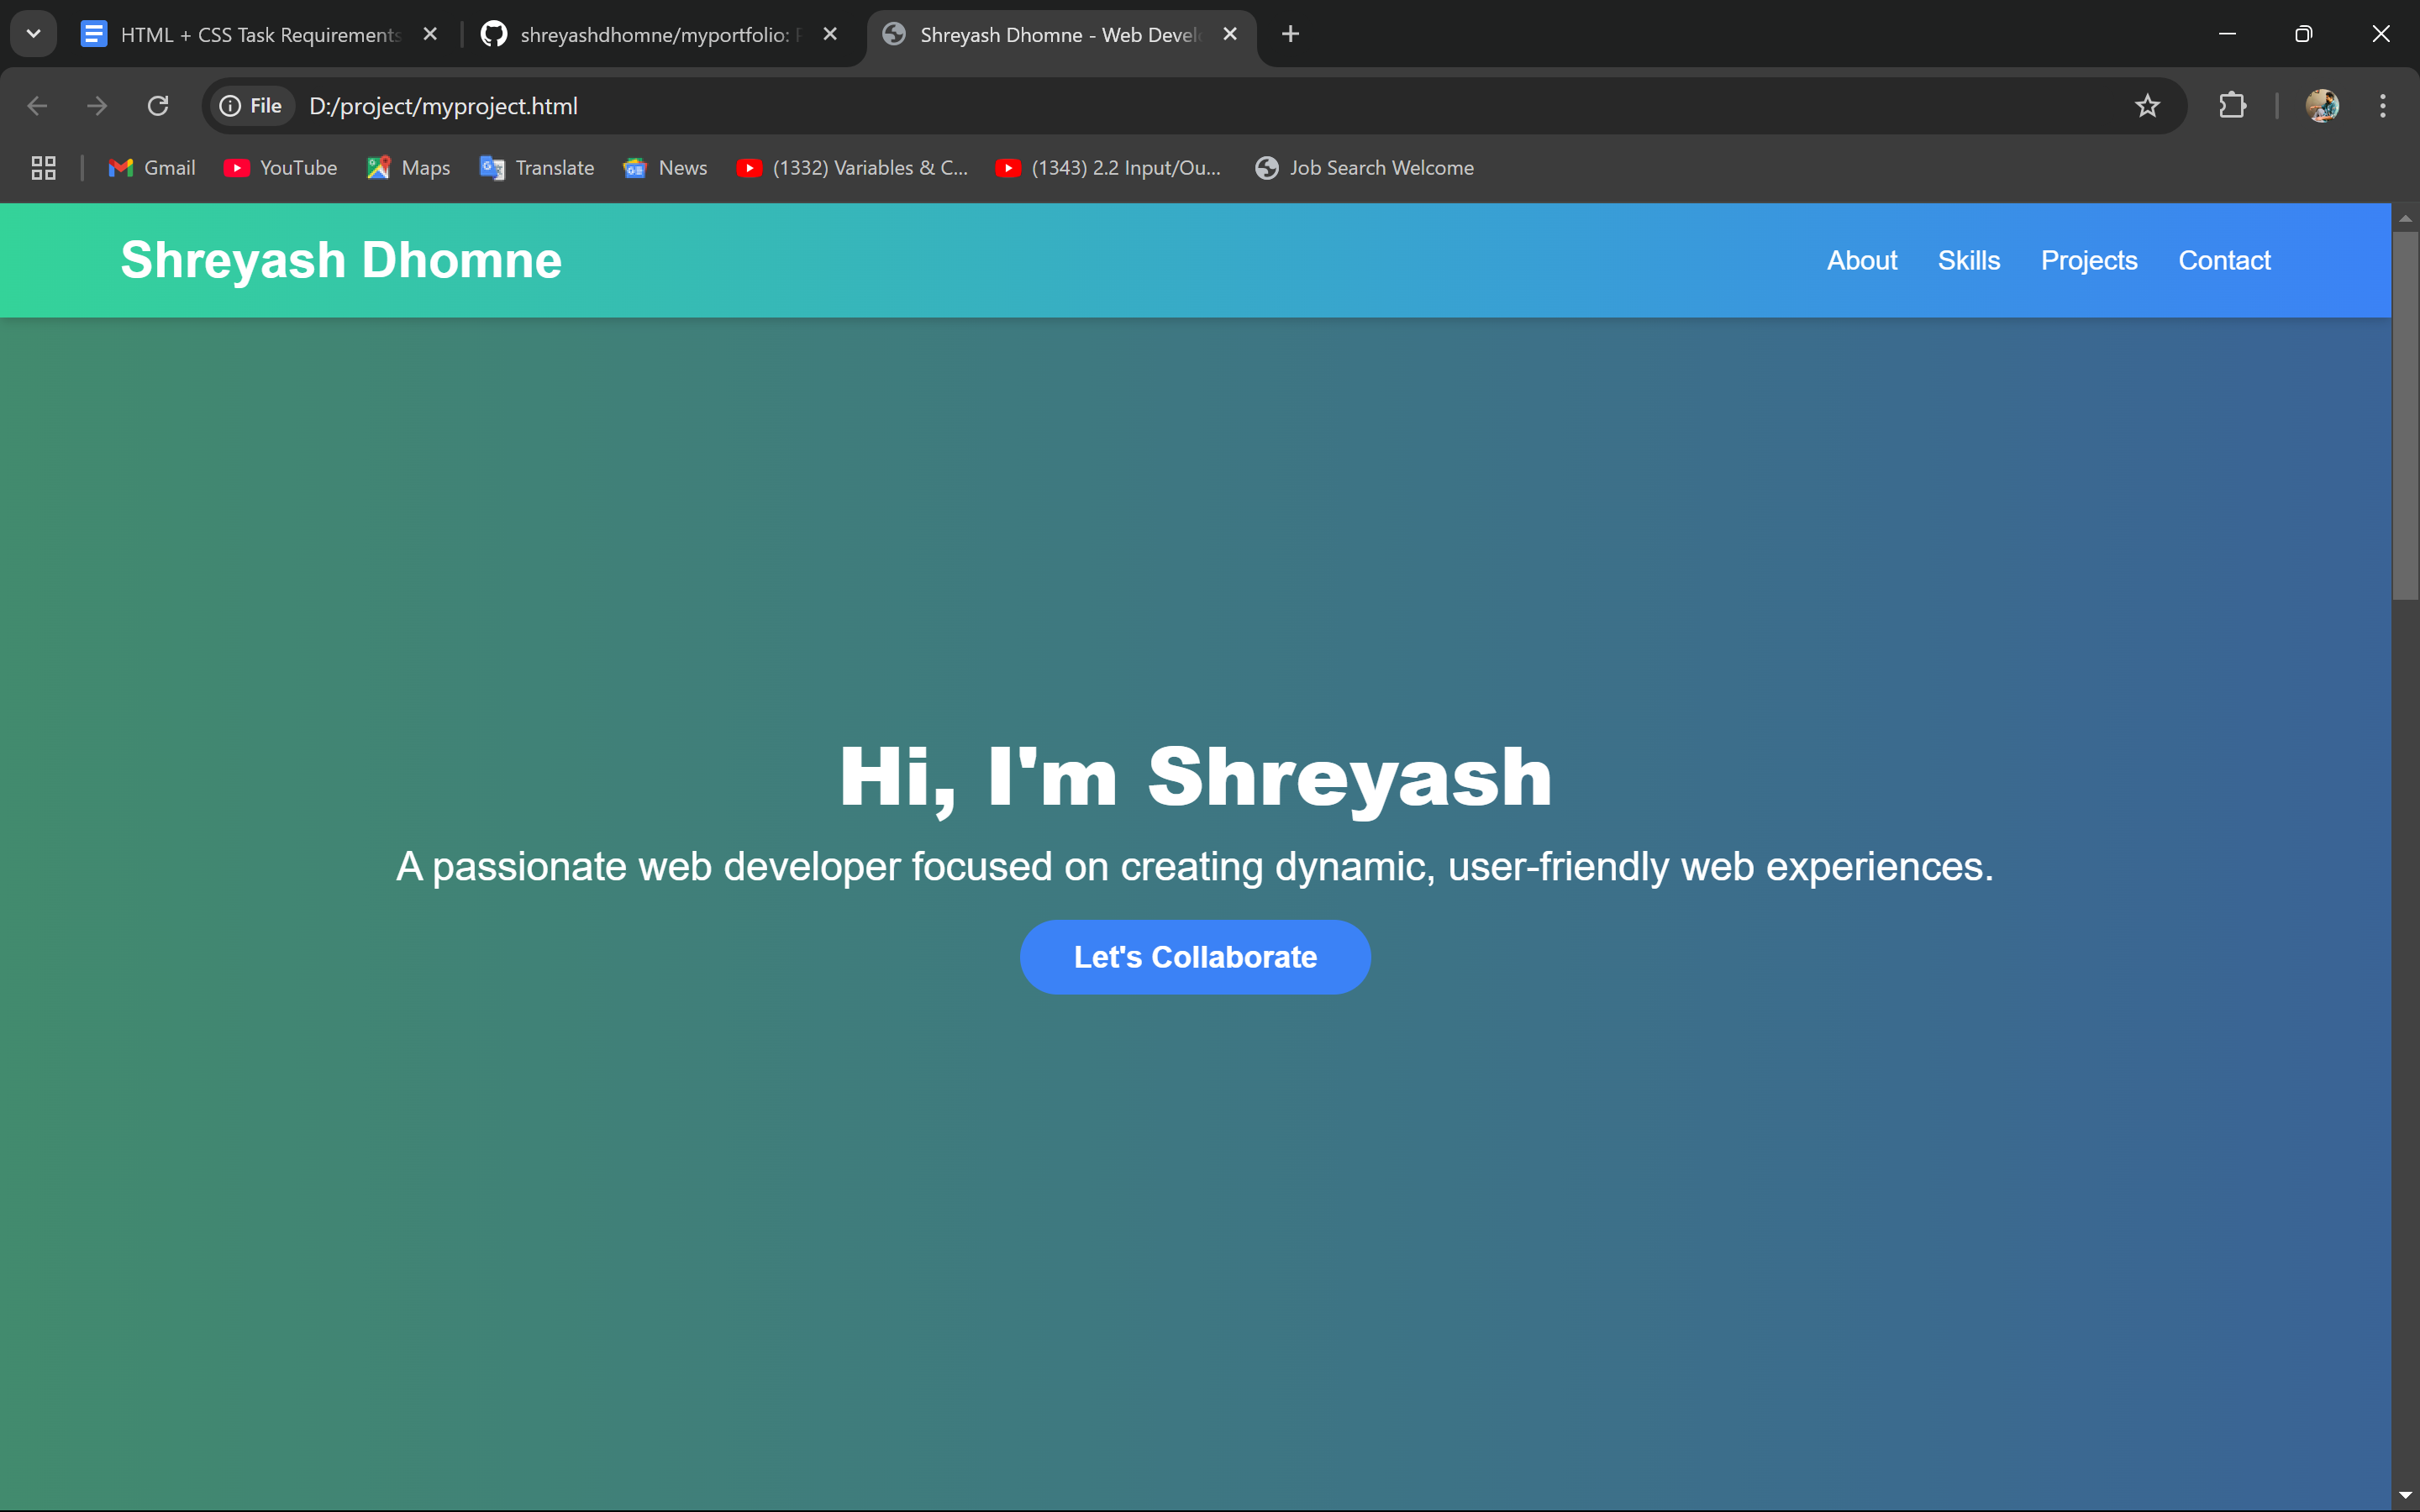 HTML + CSS Task Requirements
shreyashdhomne/myportfolio:
Shreyash Dhomne - Web Devel
File D:/project/myproject.html
Gmail YouTube Maps Translate News (1332) Variables & C... (1343) 2.2 Input/Ou... Job Search Welcome
Shreyash Dhomne About Skills Projects Contact
Hi, I'm Shreyash
A passionate web developer focused on creating dynamic, user-friendly web experiences.
Let's Collaborate